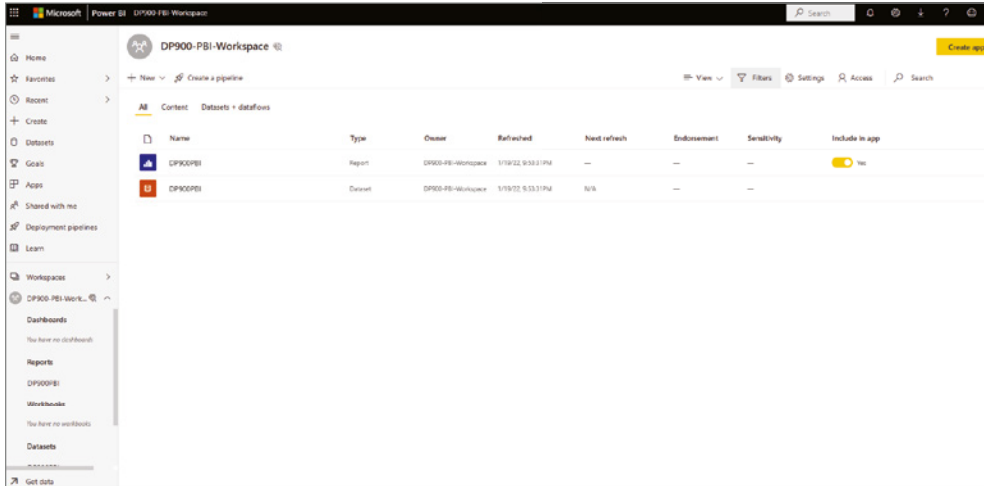 Microsoft Power BI DP900-PBI-Workspace
Search
DP900-PBI-Workspace
Create app
Home
Favorites
Recent
Create
Datasets
Goals
Apps
Shared with me
Deployment pipelines
Learn
Workspaces
DP900-PBI-Work...
Dashboards
You have no dashboards
Reports
DP900PBI
Workbooks
You have no workbooks
Datasets
Get data
New Create a pipeline
View Filters Settings Access Search
All Content Datasets + dataflows
Name Type Owner Refreshed Next refresh Endorsement Sensitivity Include in app
DP900PBI Report DP900-PBI-Workspace 1/19/22, 9:33:31 PM — — — Yes
DP900PBI Dataset DP900-PBI-Workspace 1/19/22, 9:33:31 PM N/A — —